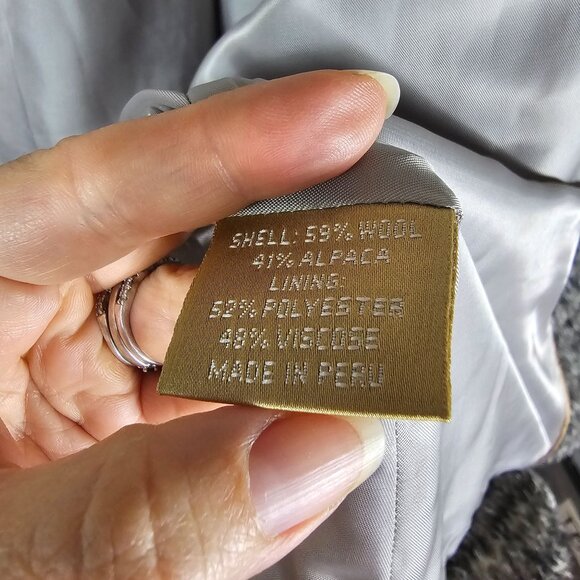 SHELL: 59% WOOL
41% ALPACA
LINING:
52% POLYESTER
48% VISCOSE
MADE IN PERU